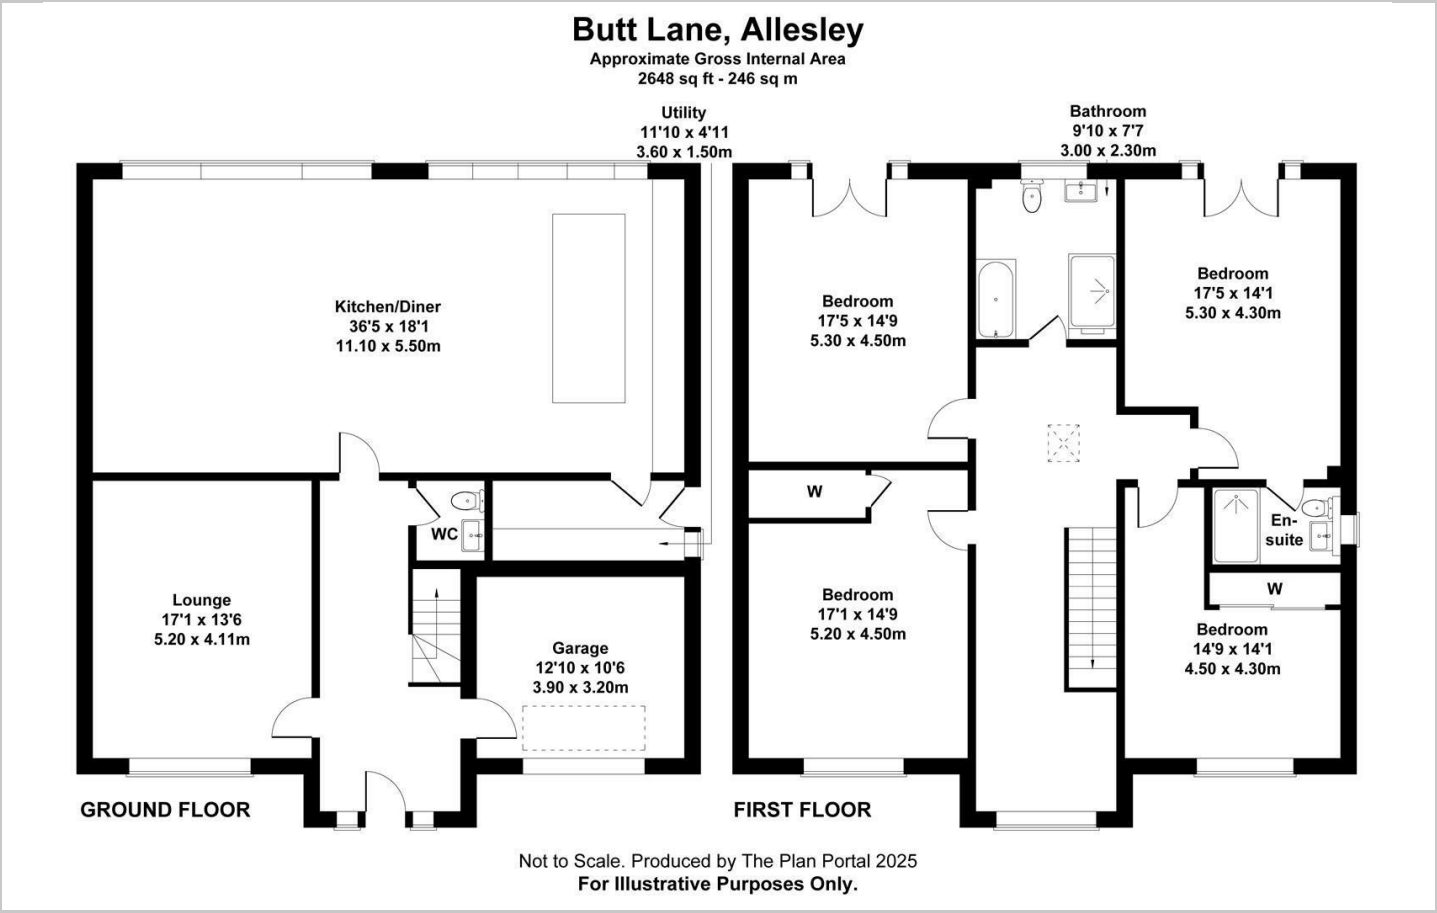 Butt Lane, Allesley
Approximate Gross Internal Area
2648 sq ft - 246 sq m
Utility
11'10 x 4'11
3.60 x 1.50m
Bathroom
9'10 x 7'7
3.00 x 2.30m
Kitchen/Diner
36'5 x 18'1
11.10 x 5.50m
Bedroom
17'5 x 14'9
5.30 x 4.50m
Bedroom
17'5 x 14'1
5.30 x 4.30m
W
WC
En-
suite
W
Lounge
17'1 x 13'6
5.20 x 4.11m
Garage
12'10 x 10'6
3.90 x 3.20m
Bedroom
17'1 x 14'9
5.20 x 4.50m
Bedroom
14'9 x 14'1
4.50 x 4.30m
GROUND FLOOR
FIRST FLOOR
Not to Scale. Produced by The Plan Portal 2025
For Illustrative Purposes Only.